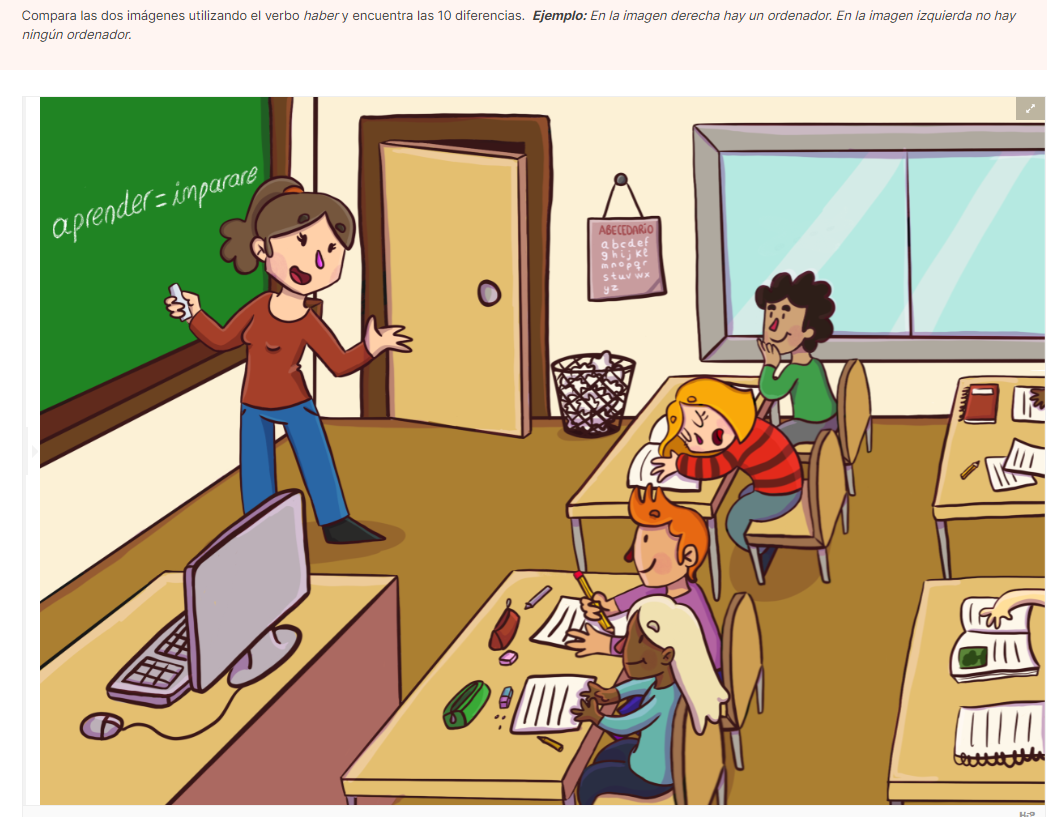 Compara las dos imágenes utilizando el verbo haber y encuentra las 10 diferencias. Ejemplo: En la imagen derecha hay un ordenador. En la imagen izquierda no hay
ningún ordenador.
aprender = imparare
ABECEDARIO
a b c d e f
g h i j k l
m n o p q r
s t u v w x
y z